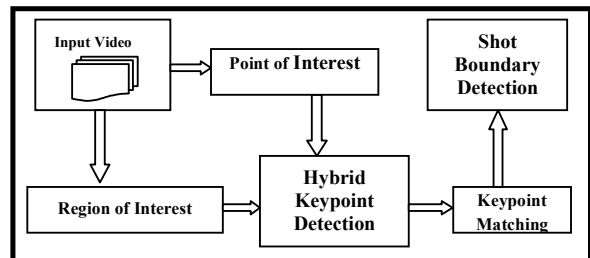 Input Video
Point of Interest
Shot
Boundary
Detection
Region of Interest
Hybrid
Keypoint
Detection
Keypoint
Matching